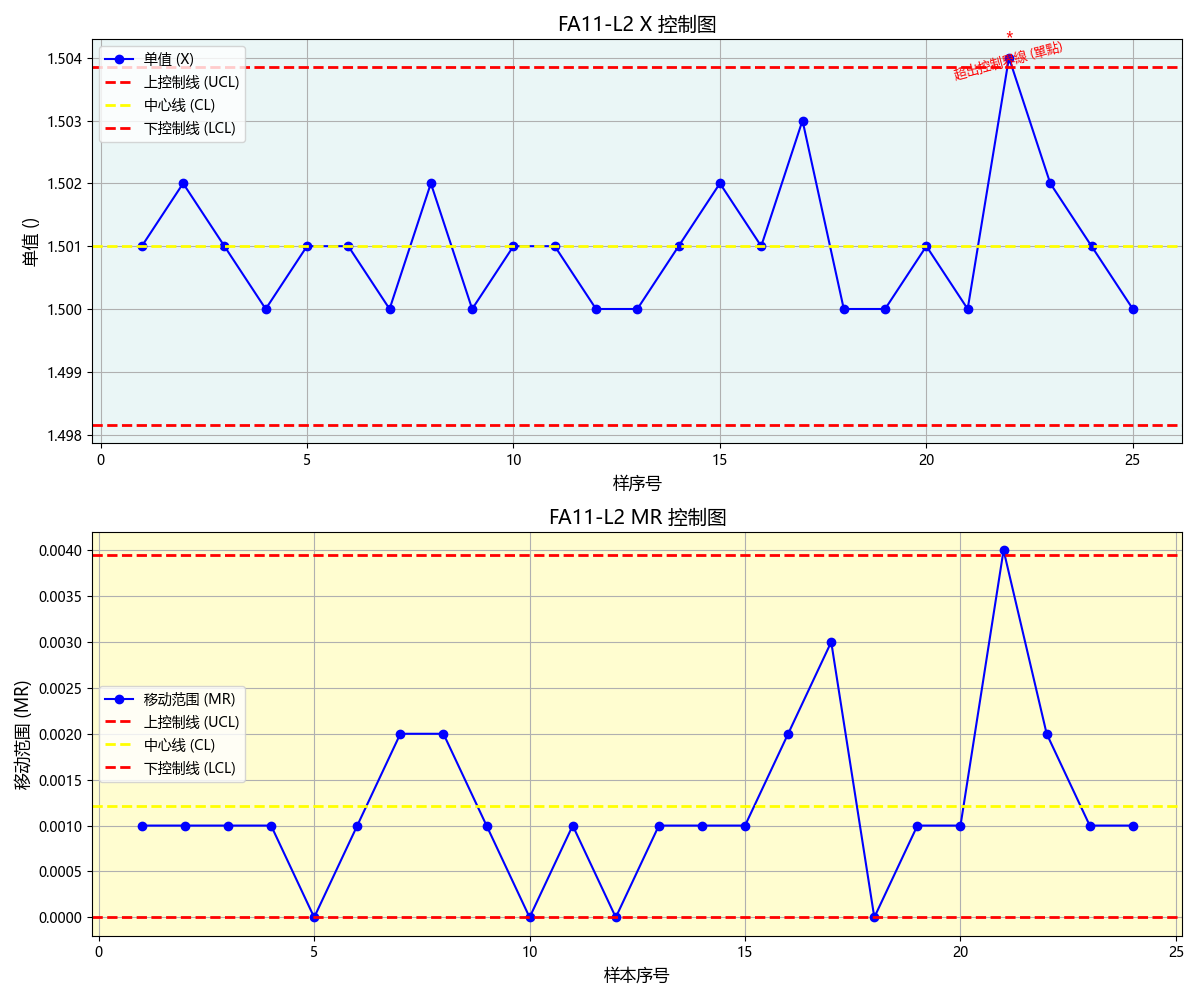 FA11-L2 X 控制图
*
超出控制界線 (單點)
单值 (X)
上控制线 (UCL)
中心线 (CL)
下控制线 (LCL)
单值 ()
1.504
1.503
1.502
1.501
1.500
1.499
1.498
0 5 10 15 20 25
样序号
FA11-L2 MR 控制图
移动范围 (MR)
上控制线 (UCL)
中心线 (CL)
下控制线 (LCL)
移动范围 (MR)
0.0040
0.0035
0.0030
0.0025
0.0020
0.0015
0.0010
0.0005
0.0000
0 5 10 15 20 25
样本序号